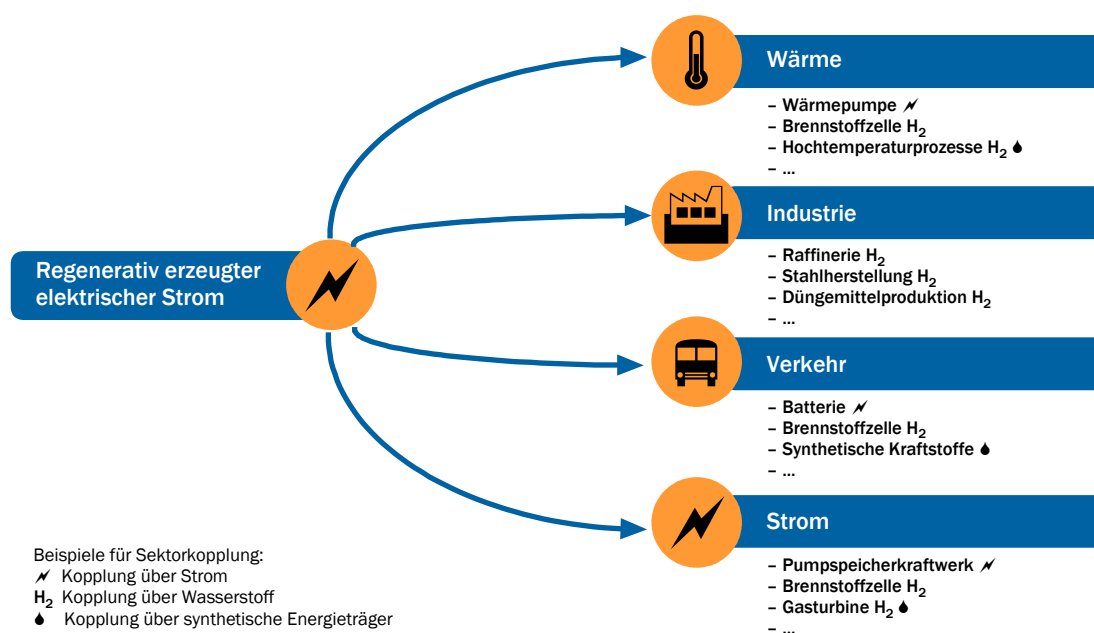 Regenerativ erzeugter
elektrischer Strom
Wärme
– Wärmepumpe
– Brennstoffzelle H₂
– Hochtemperaturprozesse H₂
– ...
Industrie
– Raffinerie H₂
– Stahlherstellung H₂
– Düngemittelproduktion H₂
– ...
Verkehr
– Batterie
– Brennstoffzelle H₂
– Synthetische Kraftstoffe
– ...
Strom
– Pumpspeicherkraftwerk
– Brennstoffzelle H₂
– Gasturbine H₂
– ...
Beispiele für Sektorkopplung:
Kopplung über Strom
H₂ Kopplung über Wasserstoff
Kopplung über synthetische Energieträger